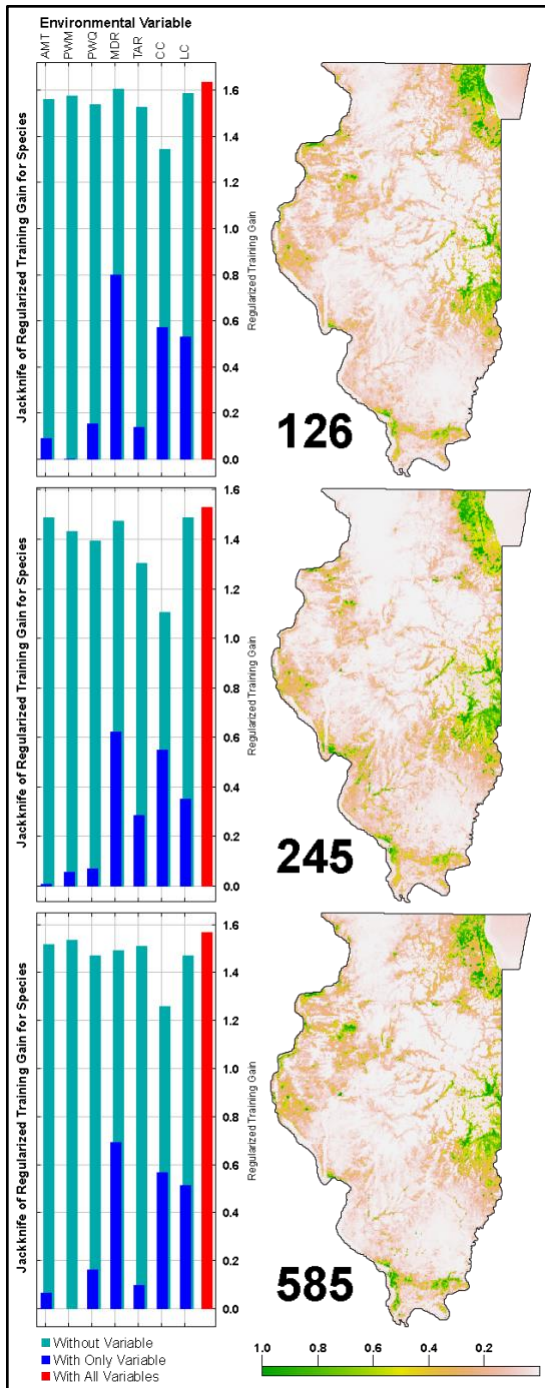 Environmental Variable
AMT
PWM
PWQ
MDR
TAR
CC
LC
Jackknife of Regularized Training Gain for Species
1.6
1.4
1.2
1.0
0.8
0.6
0.4
0.2
0.0
Regularized Training Gain
126
Jackknife of Regularized Training Gain for Species
1.6
1.4
1.2
1.0
0.8
0.6
0.4
0.2
0.0
Regularized Training Gain
245
Jackknife of Regularized Training Gain for Species
1.6
1.4
1.2
1.0
0.8
0.6
0.4
0.2
0.0
Regularized Training Gain
585
Without Variable
With Only Variable
With All Variables
1.0 0.8 0.6 0.4 0.2